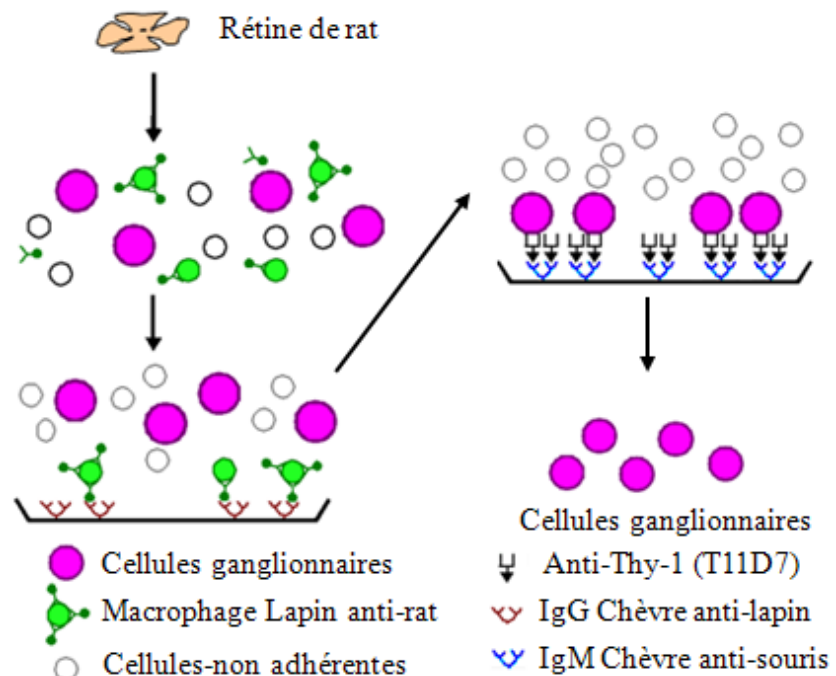 Rétine de rat
Cellules ganglionnaires
Cellules ganglionnaires
Macrophage Lapin anti-rat
Cellules-non adhérentes
Anti-Thy-1 (T11D7)
IgG Chèvre anti-lapin
IgM Chèvre anti-souris